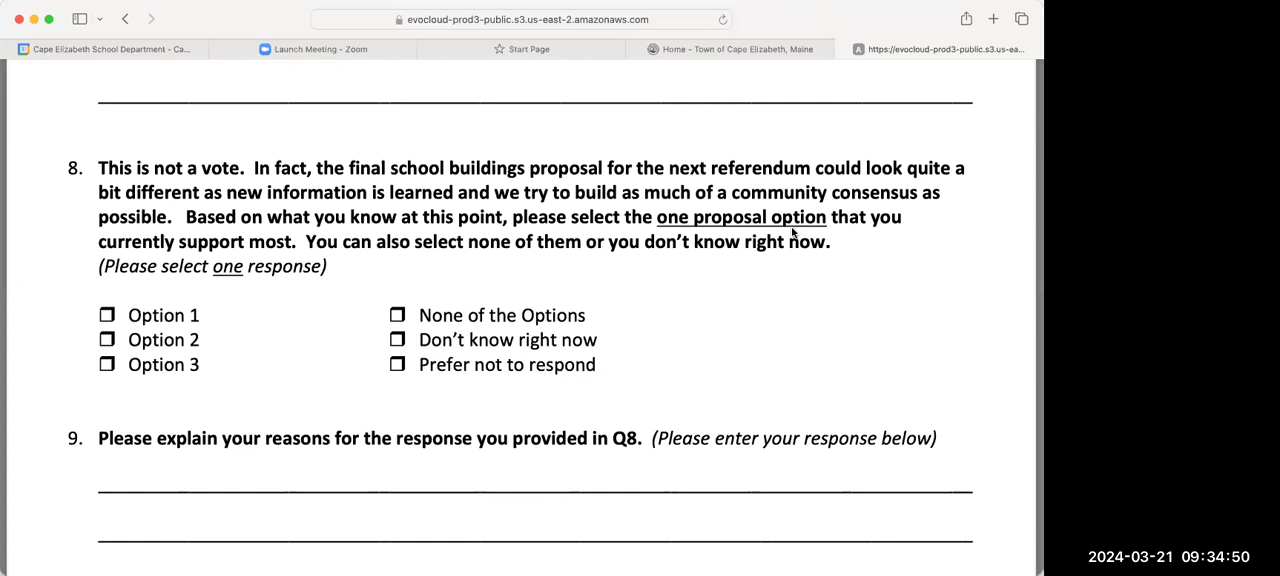 evocloud-prod3-public.s3.us-east-2.amazonaws.com
Cape Elizabeth School Department - Ca...
Launch Meeting - Zoom
Start Page
Home - Town of Cape Elizabeth, Maine
https://evocloud-prod3-public.s3.us-ea...
8. This is not a vote. In fact, the final school buildings proposal for the next referendum could look quite a
bit different as new information is learned and we try to build as much of a community consensus as
possible. Based on what you know at this point, please select the one proposal option that you
currently support most. You can also select none of them or you don’t know right now.
(Please select one response)
Option 1
Option 2
Option 3
None of the Options
Don’t know right now
Prefer not to respond
9. Please explain your reasons for the response you provided in Q8. (Please enter your response below)
2024-03-21 09:34:50